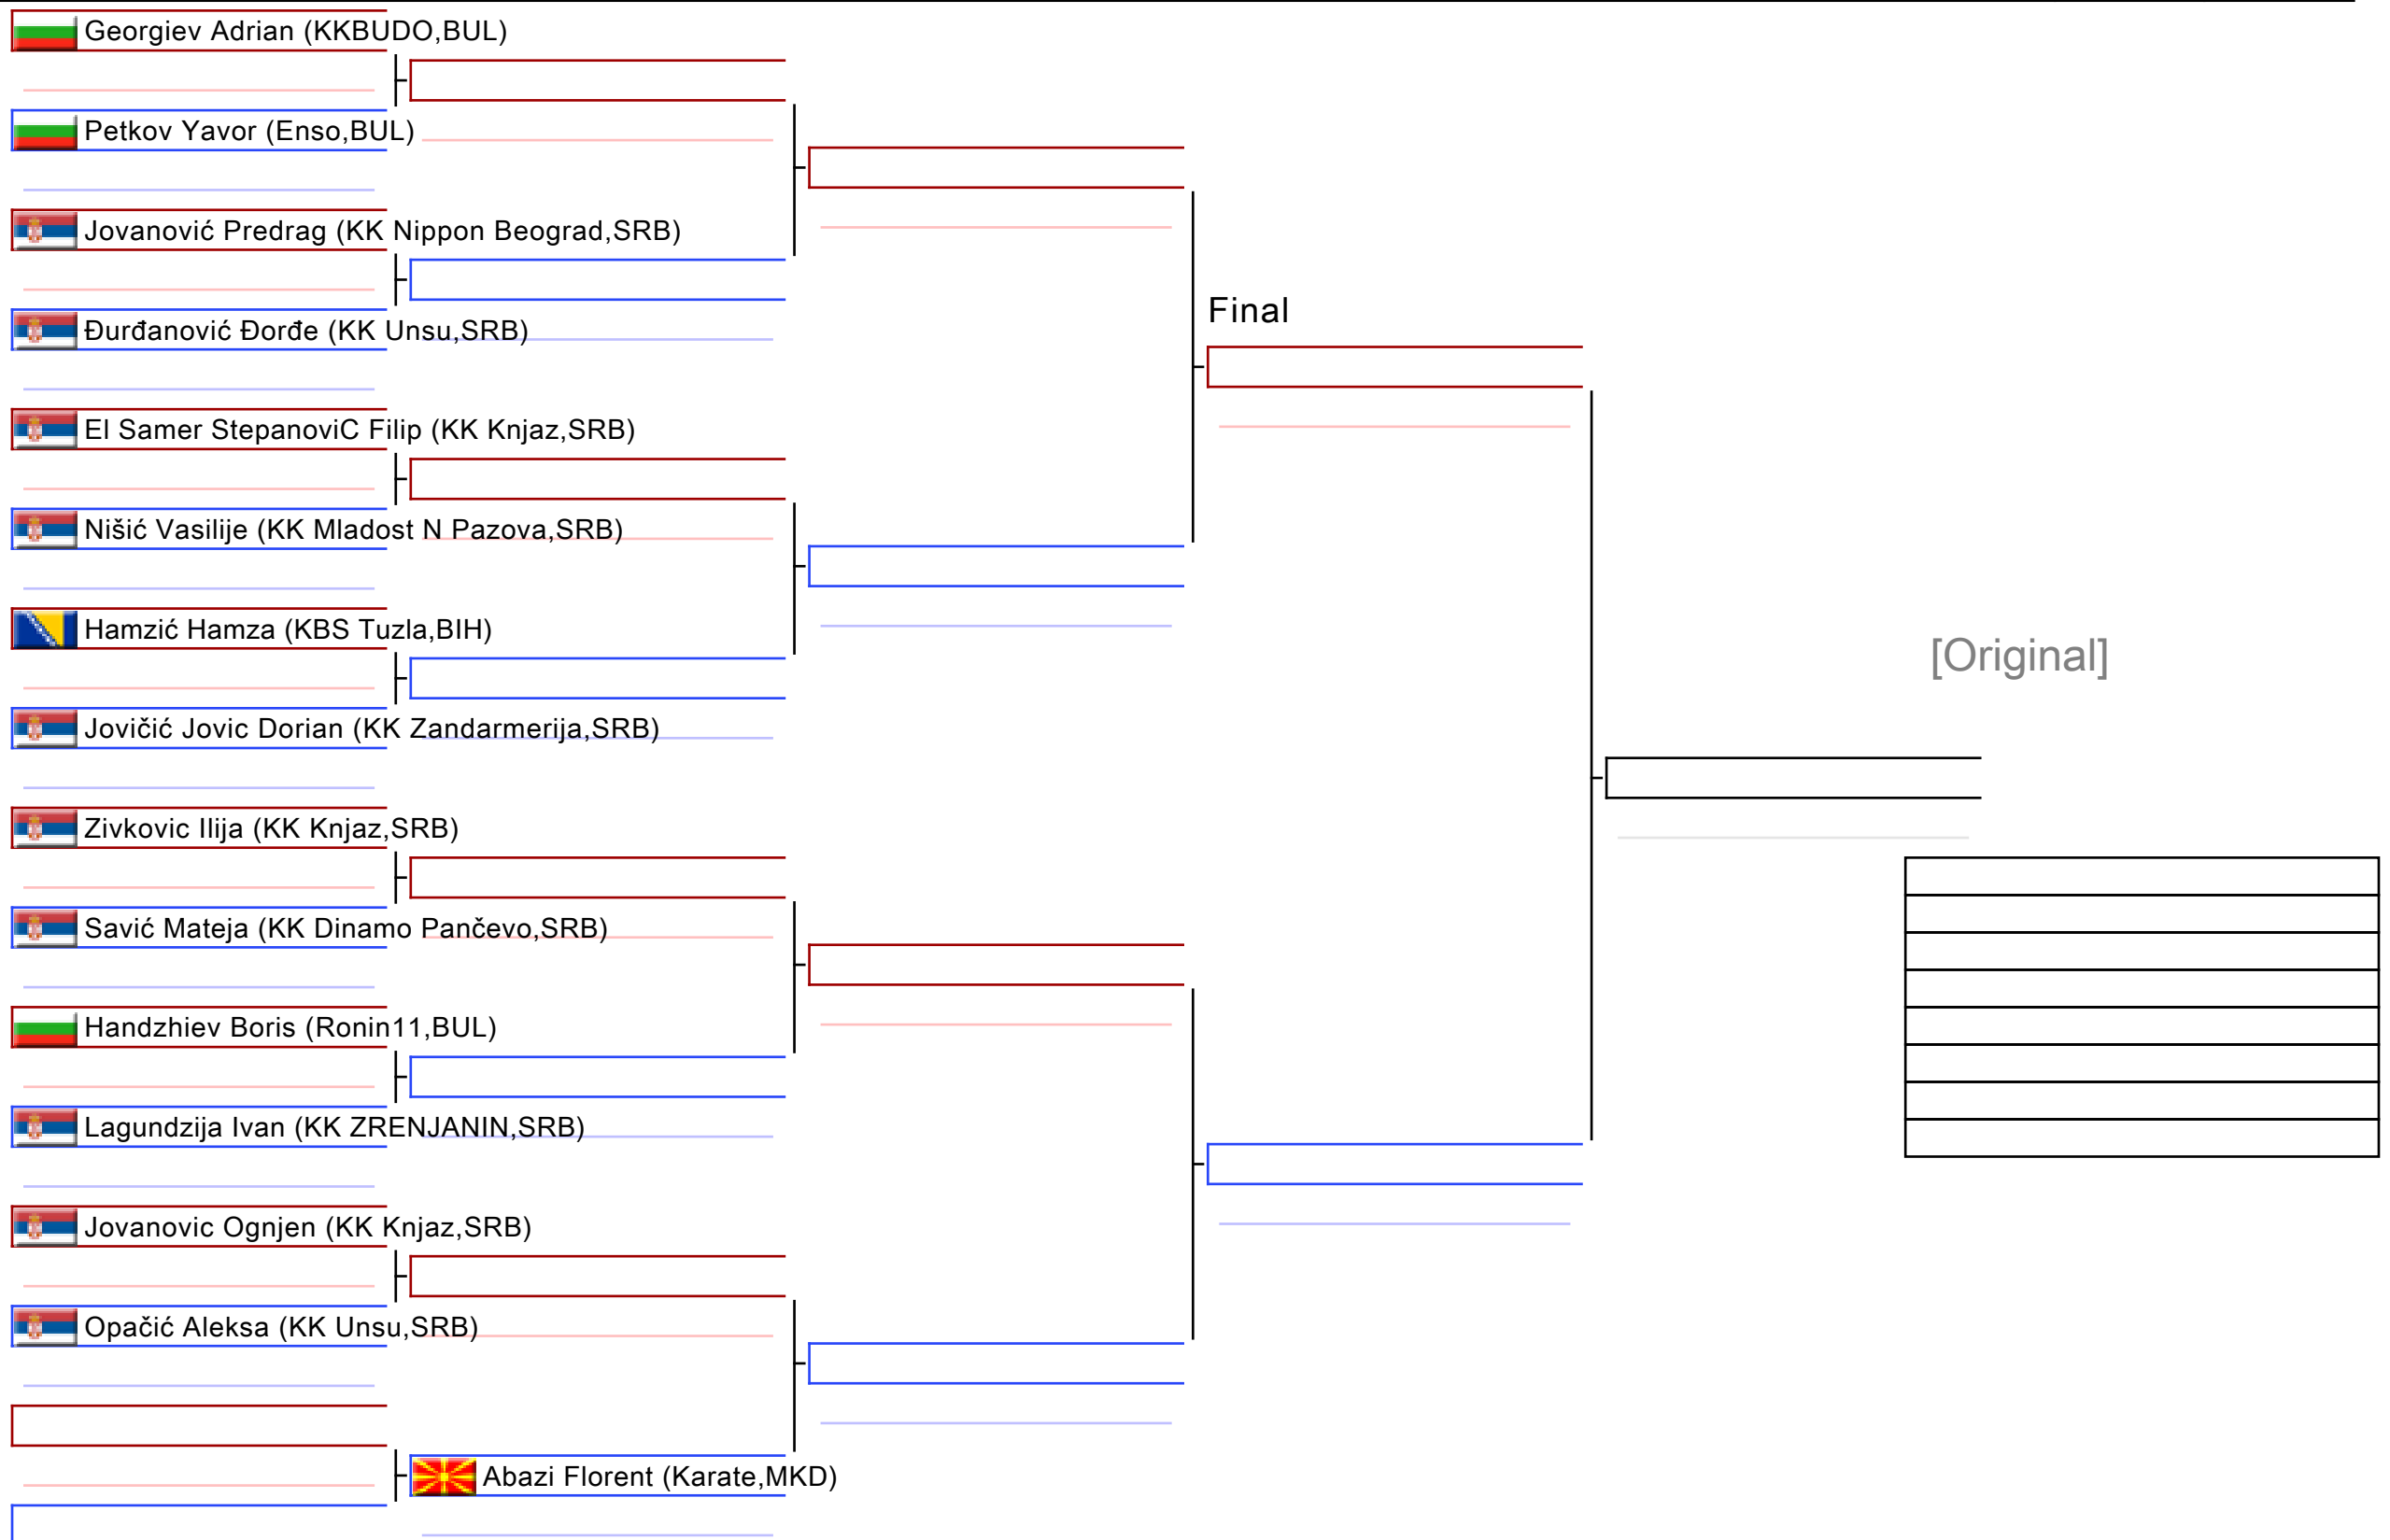 Georgiev Adrian (KKBUDO,BUL)
Petkov Yavor (Enso,BUL)
Jovanović Predrag (KK Nippon Beograd,SRB)
Đurđanović Đorđe (KK Unsu,SRB)
Final
El Samer StepanoviC Filip (KK Knjaz,SRB)
Nišić Vasilije (KK Mladost N Pazova,SRB)
Hamzić Hamza (KBS Tuzla,BIH)
[Original]
Jovičić Jovic Dorian (KK Zandarmerija,SRB)
Zivkovic Ilija (KK Knjaz,SRB)
Savić Mateja (KK Dinamo Pančevo,SRB)
Handzhiev Boris (Ronin11,BUL)
Lagundzija Ivan (KK ZRENJANIN,SRB)
Jovanovic Ognjen (KK Knjaz,SRB)
Opačić Aleksa (KK Unsu,SRB)
Abazi Florent (Karate,MKD)